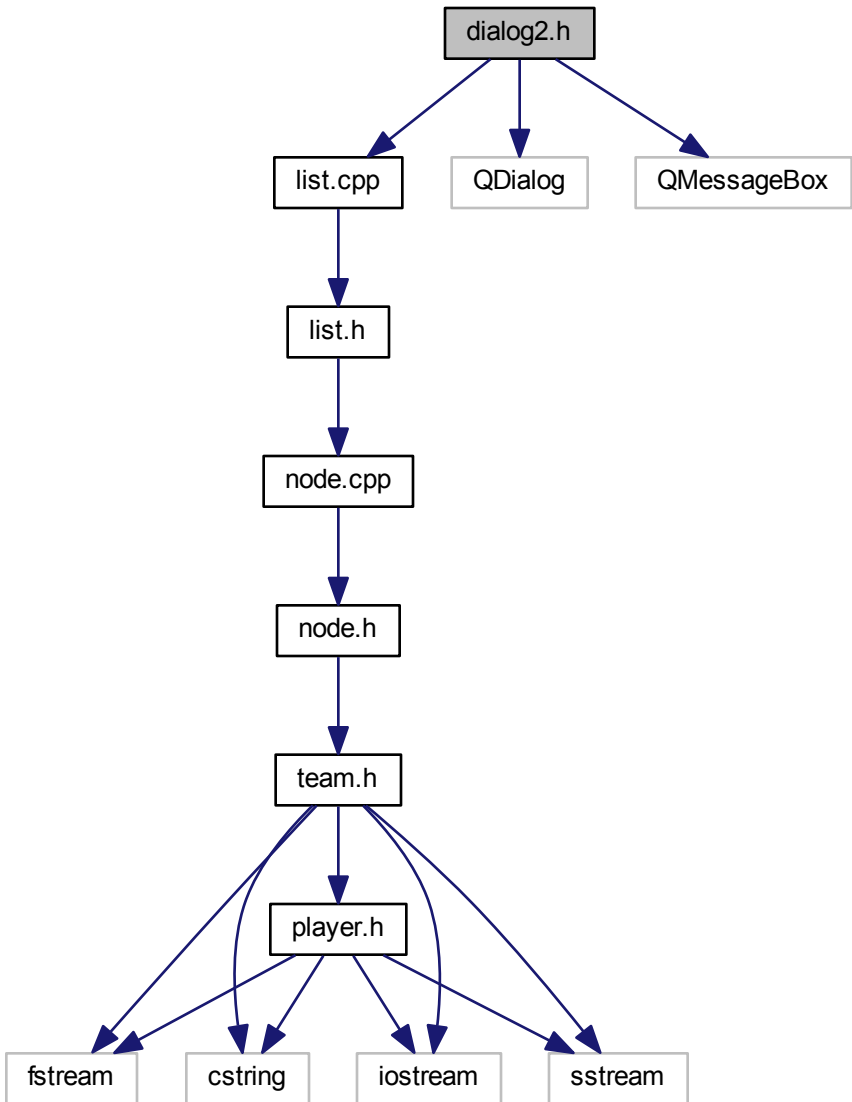 dialog2.h
list.cpp
QDialog
QMessageBox
list.h
node.cpp
node.h
team.h
player.h
fstream
cstring
iostream
sstream